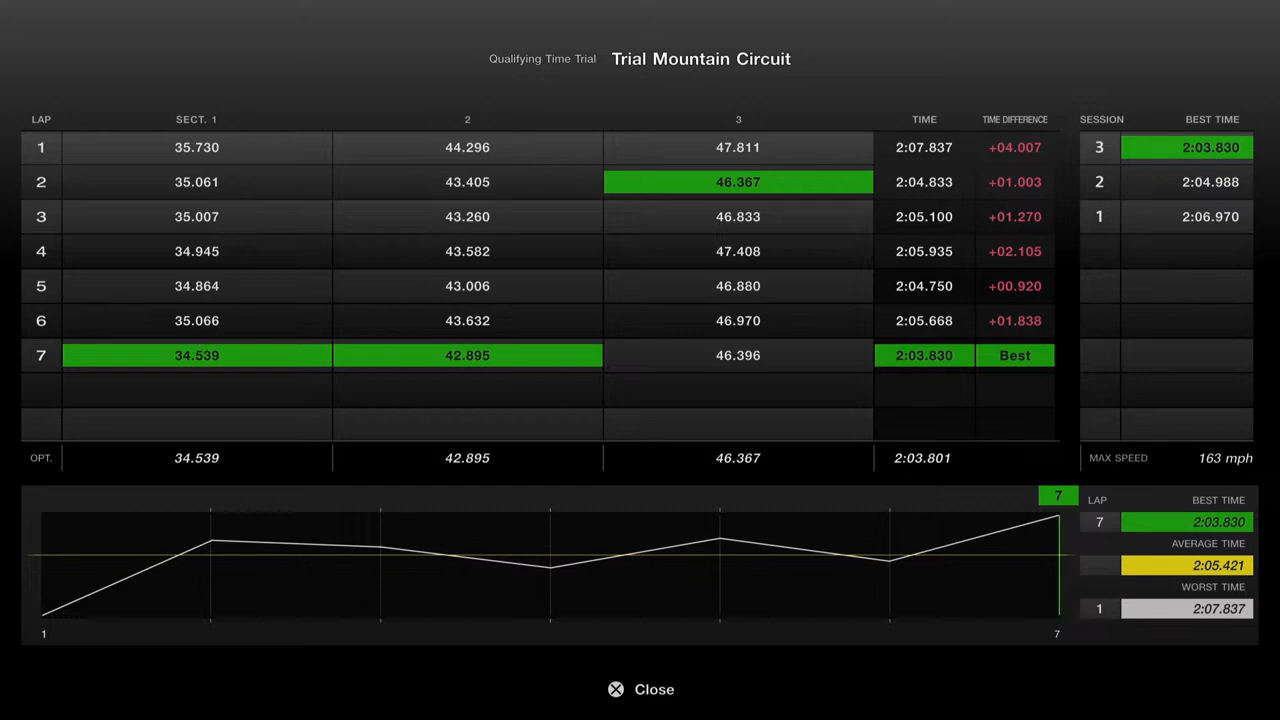 Qualifying Time Trial Trial Mountain Circuit
LAP SECT. 1 2 3 TIME TIME DIFFERENCE SESSION BEST TIME
1 35.730 44.296 47.811 2:07.837 +04.007 3 2:03.830
2 35.061 43.405 46.367 2:04.833 +01.003 2 2:04.988
3 35.007 43.260 46.833 2:05.100 +01.270 1 2:06.970
4 34.945 43.582 47.408 2:05.935 +02.105
5 34.864 43.006 46.880 2:04.750 +00.920
6 35.066 43.632 46.970 2:05.668 +01.838
7 34.539 42.895 46.396 2:03.830 Best
OPT. 34.539 42.895 46.367 2:03.801 MAX SPEED 163 mph
7 LAP BEST TIME
7 2:03.830
AVERAGE TIME
2:05.421
WORST TIME
1 2:07.837
1 7
Close